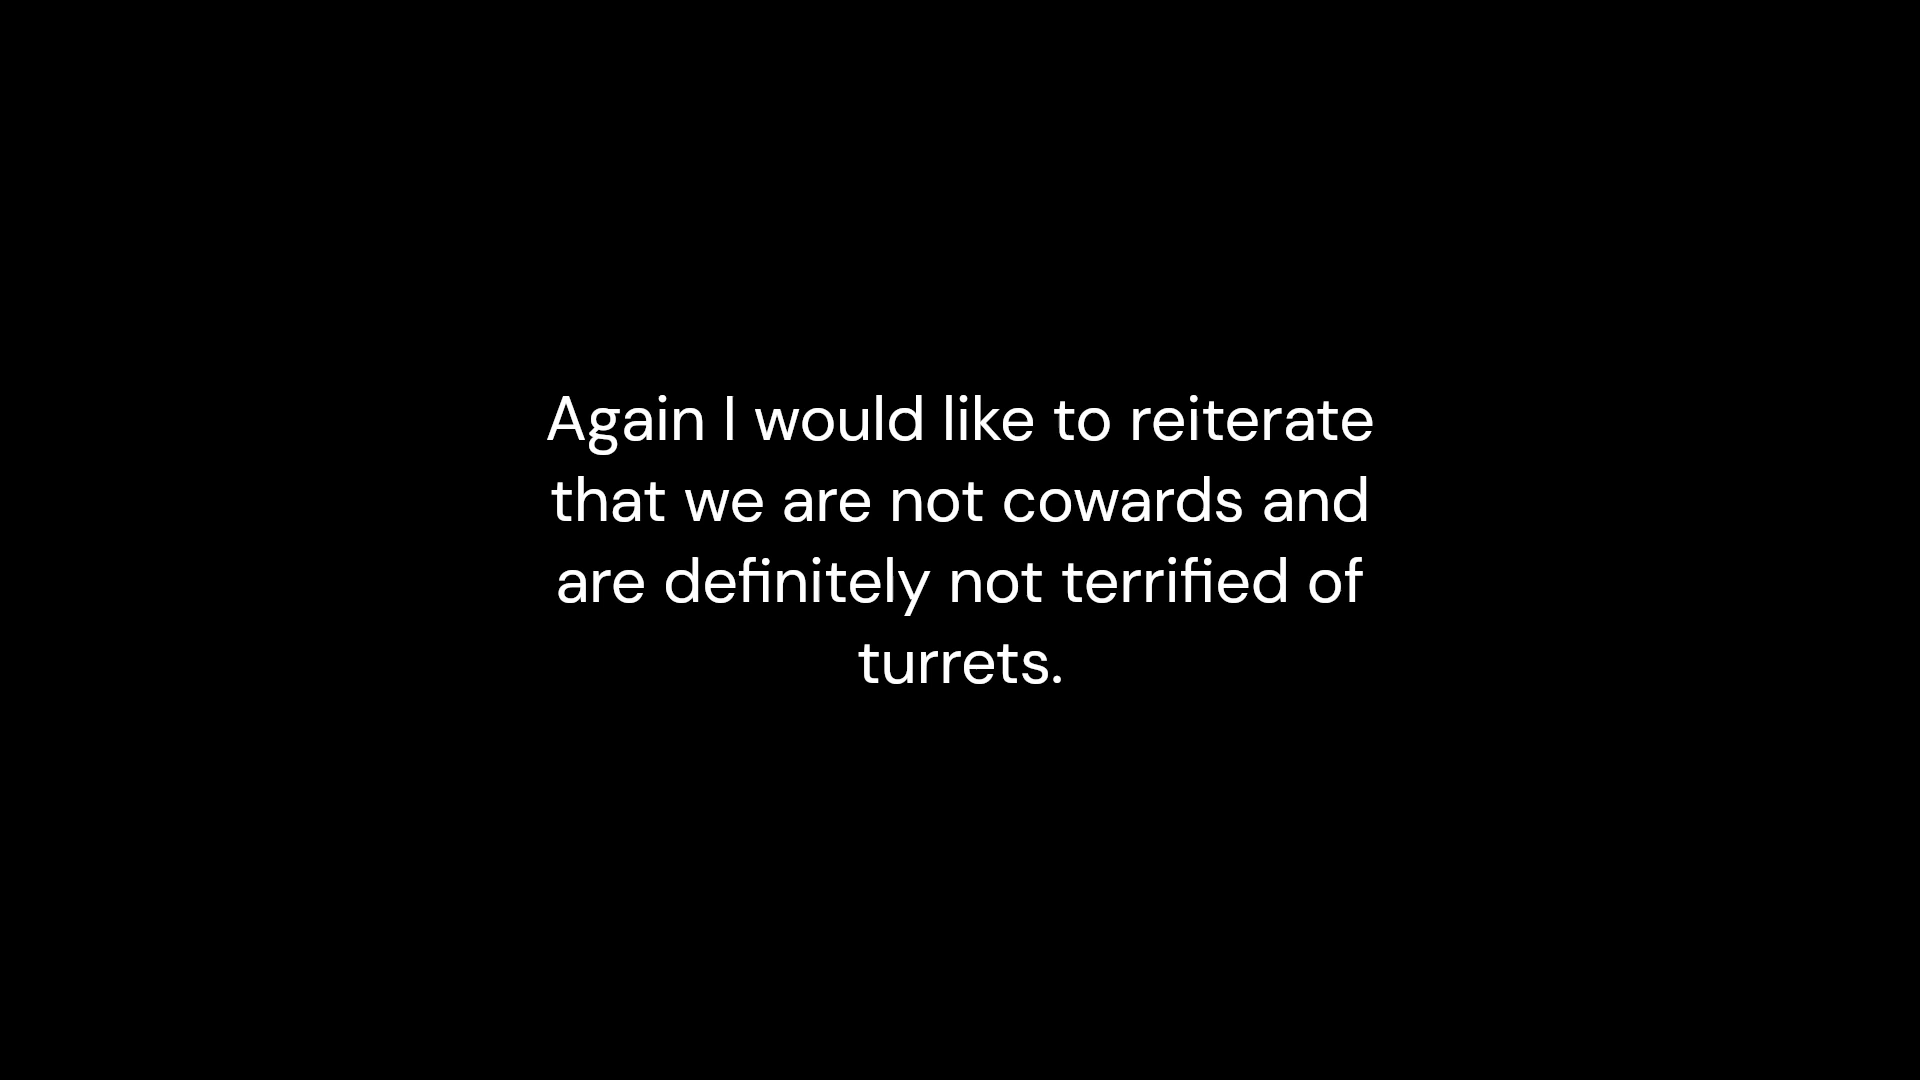 Again I would like to reiterate
that we are not cowards and
are definitely not terrified of
turrets.